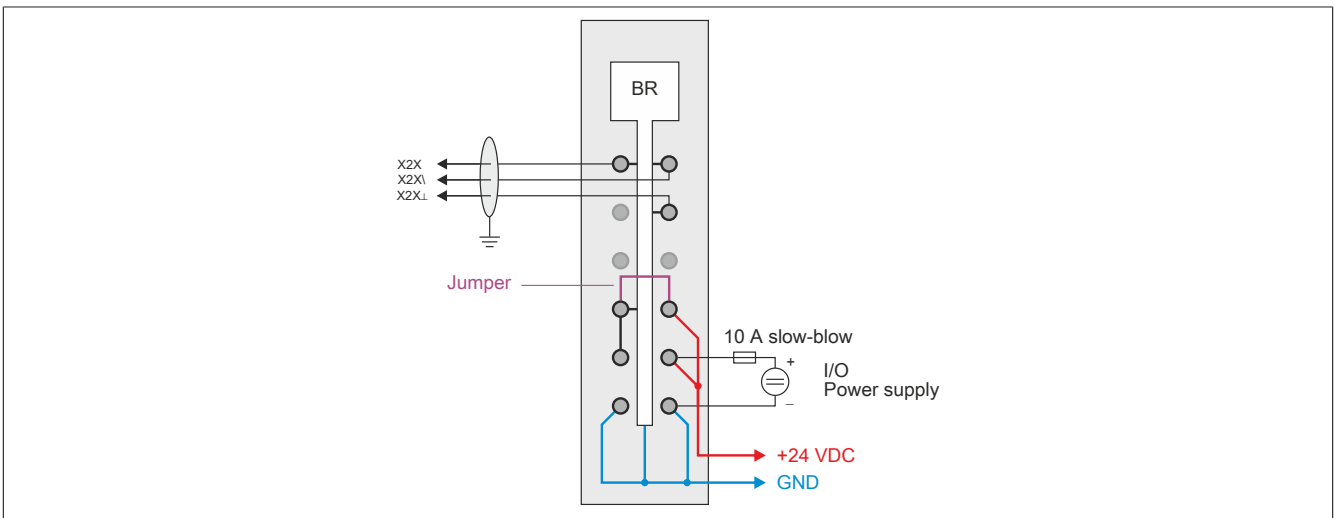 BR
X2X
X2X\
X2X⊥
Jumper
10 A slow-blow
+
I/O
Power supply
–
+24 VDC
GND